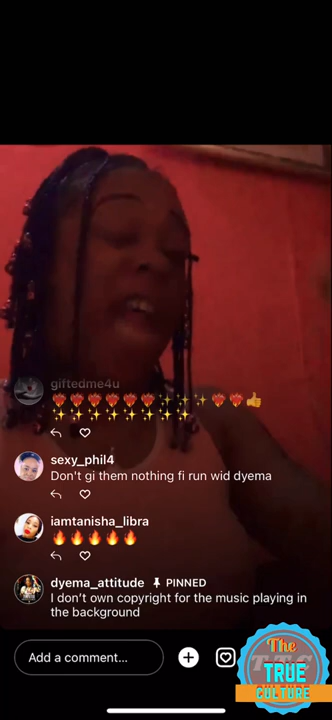 giftedme4u
❤️‍🔥❤️‍🔥❤️‍🔥❤️‍🔥❤️‍🔥❤️‍🔥✨✨✨❤️‍🔥❤️‍🔥👍
✨✨✨✨✨✨✨✨✨
sexy_phil4
Don't gi them nothing fi run wid dyema
iamtanisha_libra
🔥🔥🔥🔥🔥
dyema_attitude PINNED
I don’t own copyright for the music playing in
the background
Add a comment...
The
T.T.C
TRUE
CULTURE